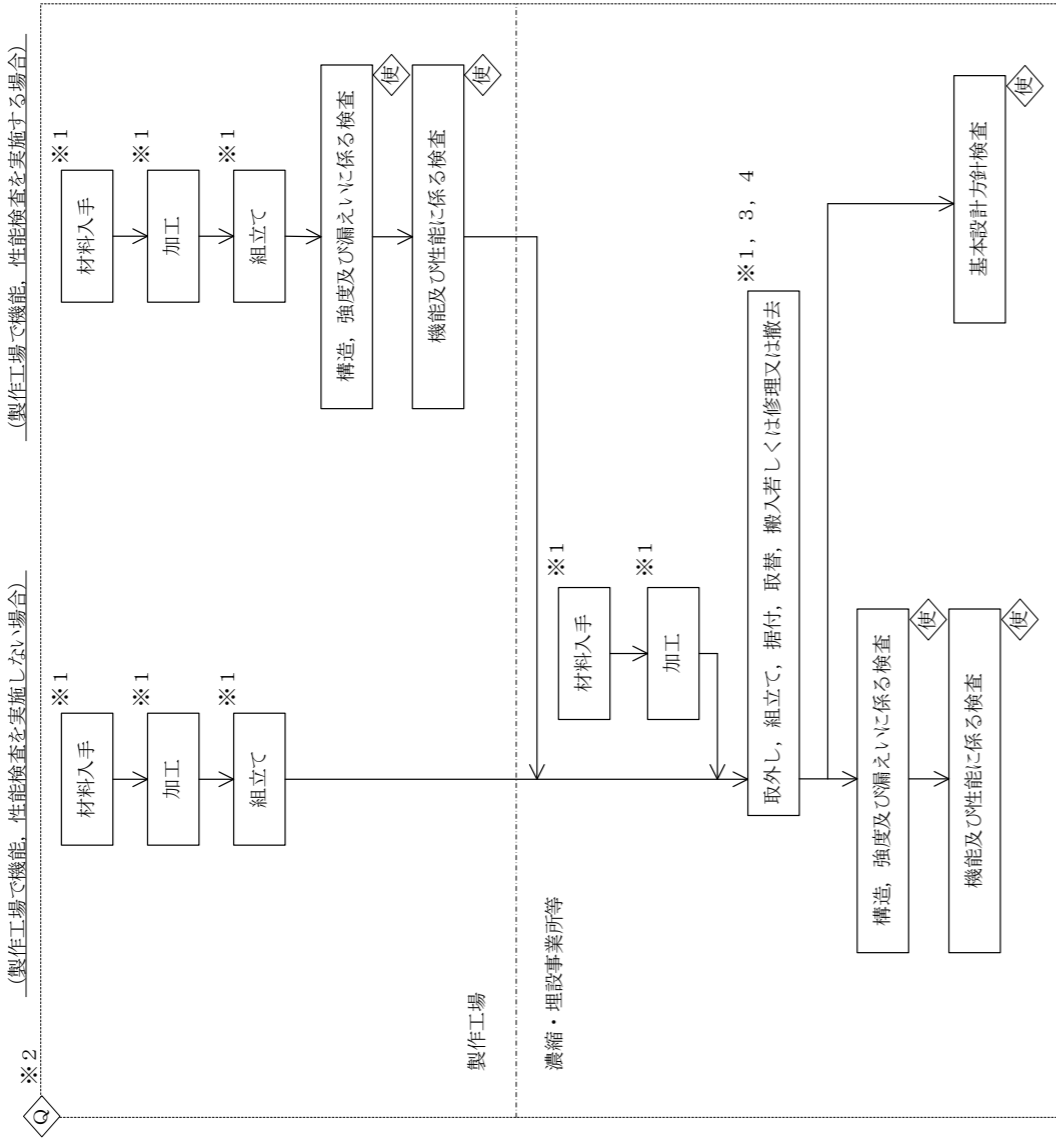 ※2
Q
(製作工場で機能，性能検査を実施しない場合)
(製作工場で機能，性能検査を実施する場合)
※1
材料入手
※1
加工
※1
組立て
※1
材料入手
※1
加工
※1
組立て
構造，強度及び漏えいに係る検査
使
機能及び性能に係る検査
使
製作工場
濃縮・埋設事業所等
※1
材料入手
※1
加工
※1，3，4
取外し，組立て，据付，取替，搬入若しくは修理又は撤去
構造，強度及び漏えいに係る検査
使
機能及び性能に係る検査
使
基本設計方針検査
使